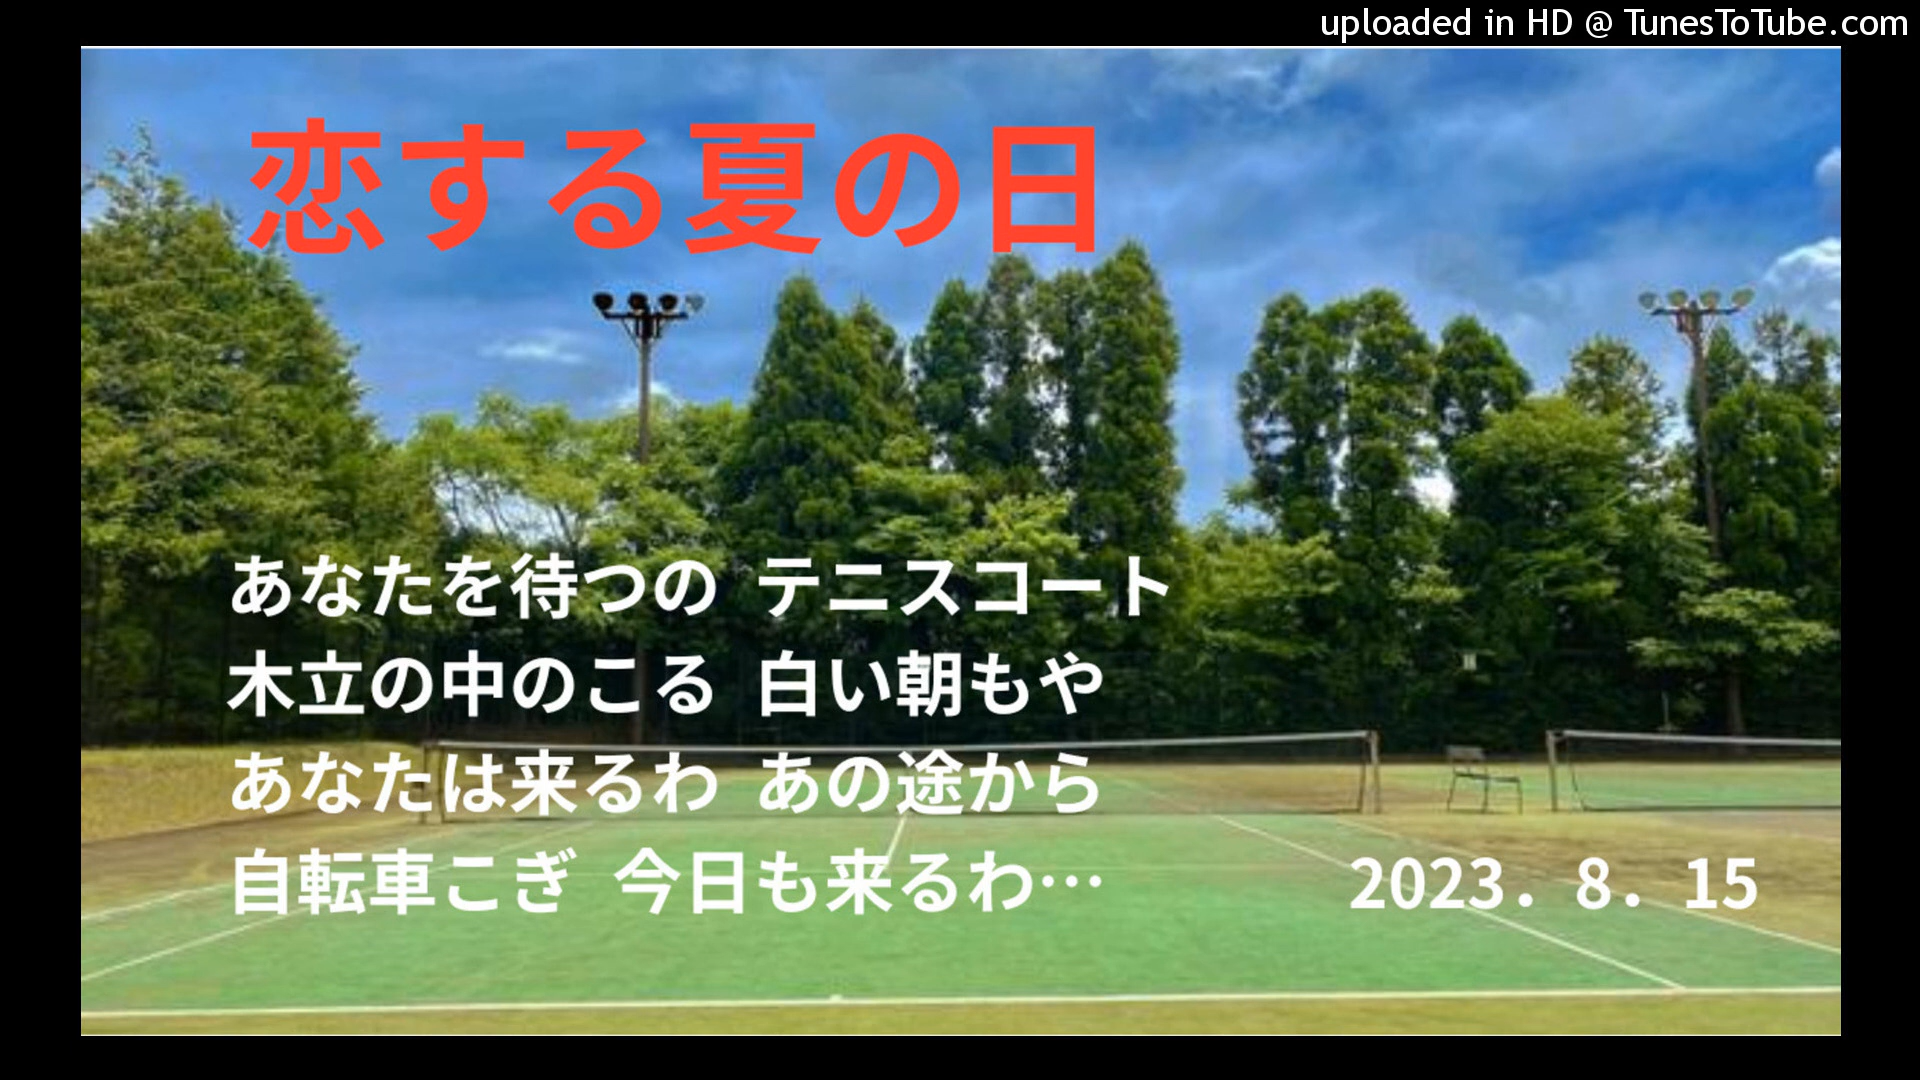 uploaded in HD @ TunesToTube.com
恋する夏の日
あなたを待つの テニスコート
木立の中のこる 白い朝もや
あなたは来るわ あの途から
自転車こぎ 今日も来るわ…
2023．8．15